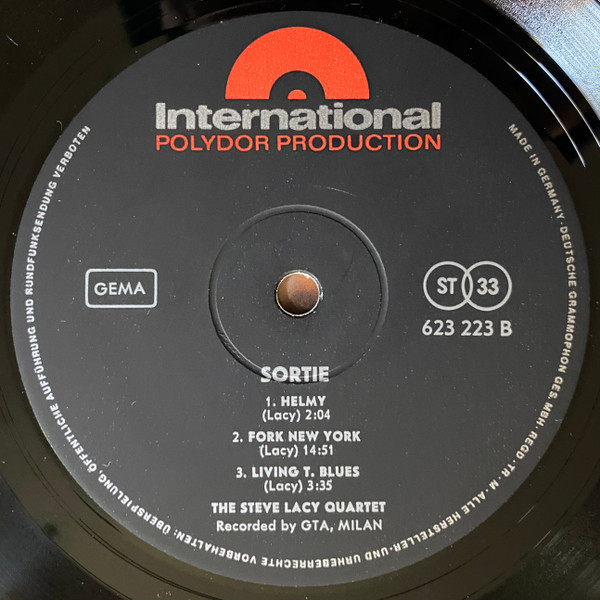 International
POLYDOR PRODUCTION
GEMA
ST 33
623 223 B
SORTIE
1. HELMY
(Lacy) 2:04
2. FORK NEW YORK
(Lacy) 14:51
3. LIVING T. BLUES
(Lacy) 3:35
THE STEVE LACY QUARTET
Recorded by GTA, MILAN
MADE IN GERMANY · DEUTSCHE GRAMMOPHON GES. MBH · REGD · TR · M · ALLE HERSTELLER- UND URHEBERRECHTE VORBEHALTEN: ÜBERSPIELUNG, ÖFFENTLICHE AUFFÜHRUNG UND RUNDFUNKSENDUNG VERBOTEN